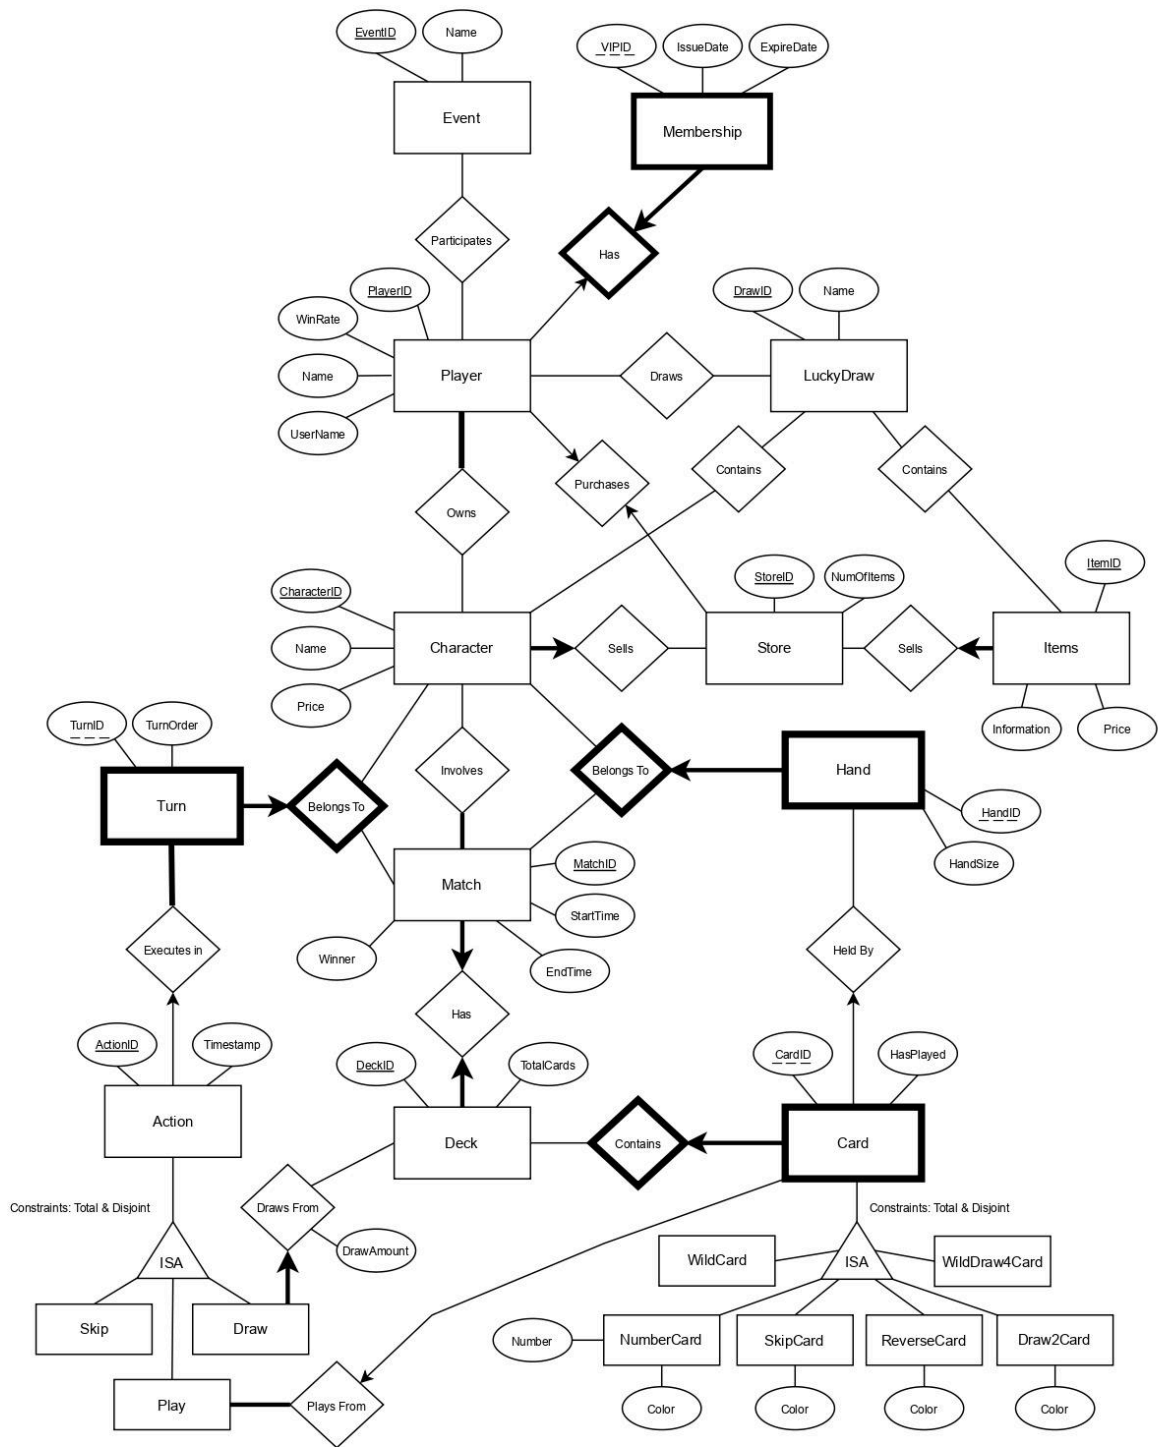 EventID
Name
VIPID
IssueDate
ExpireDate
Event
Membership
Participates
Has
PlayerID
DrawID
Name
WinRate
Name
UserName
Player
Draws
LuckyDraw
Contains
Contains
Purchases
Owns
CharacterID
StoreID
NumOfItems
ItemID
Name
Character
Sells
Store
Sells
Items
Price
Information
Price
TurnID
TurnOrder
Involves
Belongs To
Hand
Turn
Belongs To
HandID
HandSize
Match
MatchID
StartTime
EndTime
Winner
Executes in
Held By
Has
ActionID
Timestamp
DeckID
TotalCards
CardID
HasPlayed
Action
Deck
Contains
Card
Constraints: Total & Disjoint
Draws From
DrawAmount
Constraints: Total & Disjoint
ISA
WildCard
ISA
WildDraw4Card
Skip
Draw
Number
NumberCard
SkipCard
ReverseCard
Draw2Card
Play
Plays From
Color
Color
Color
Color